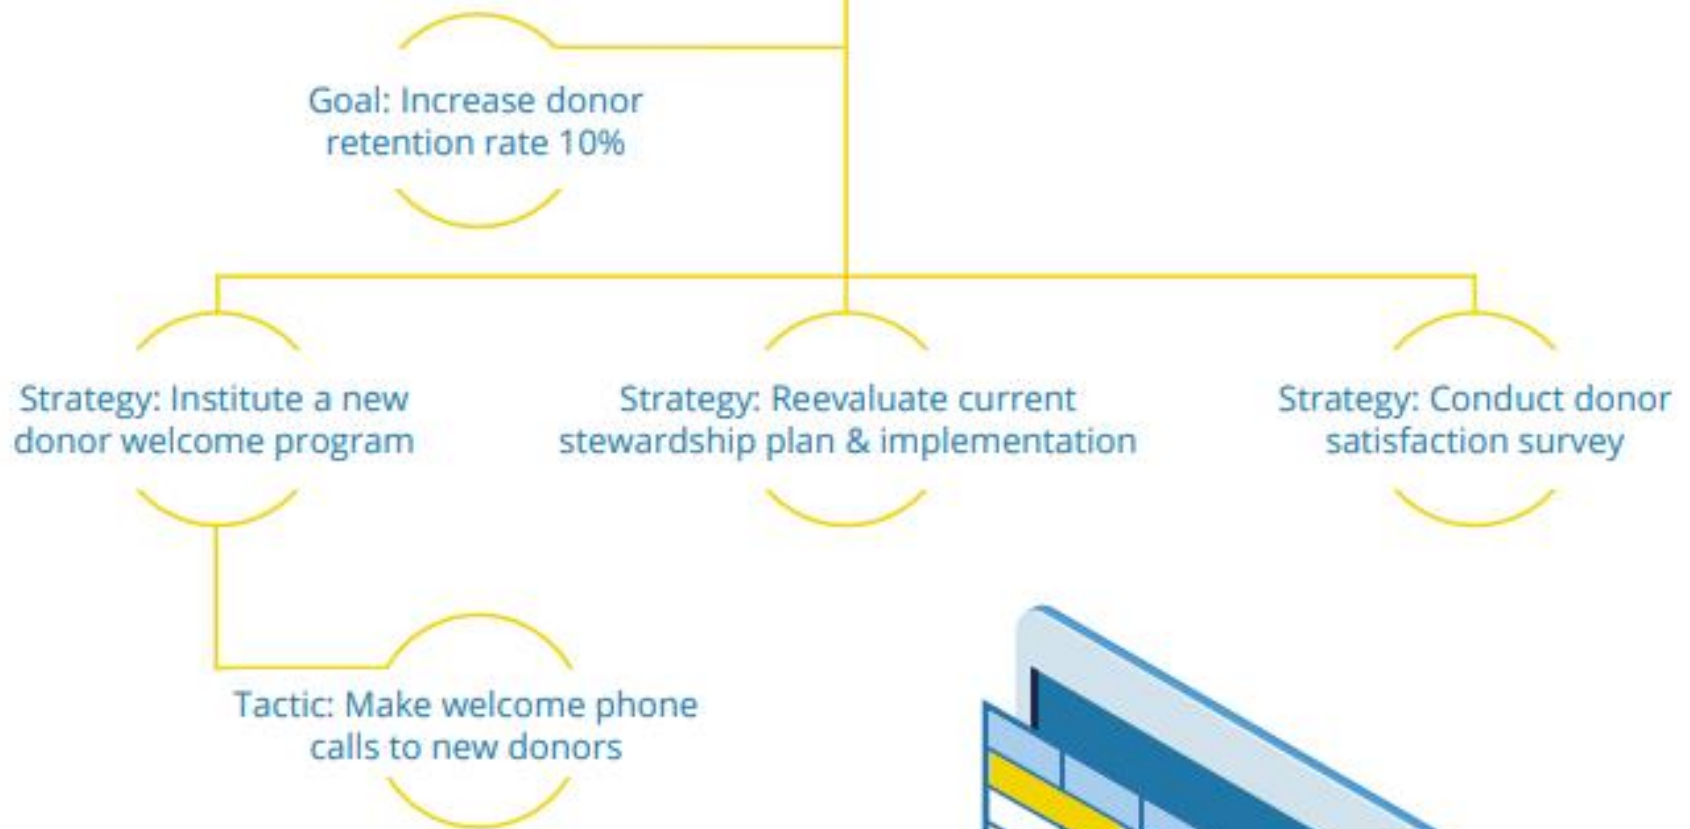 Goal: Increase donor
retention rate 10%
Strategy: Institute a new
donor welcome program
Strategy: Reevaluate current
stewardship plan & implementation
Strategy: Conduct donor
satisfaction survey
Tactic: Make welcome phone
calls to new donors